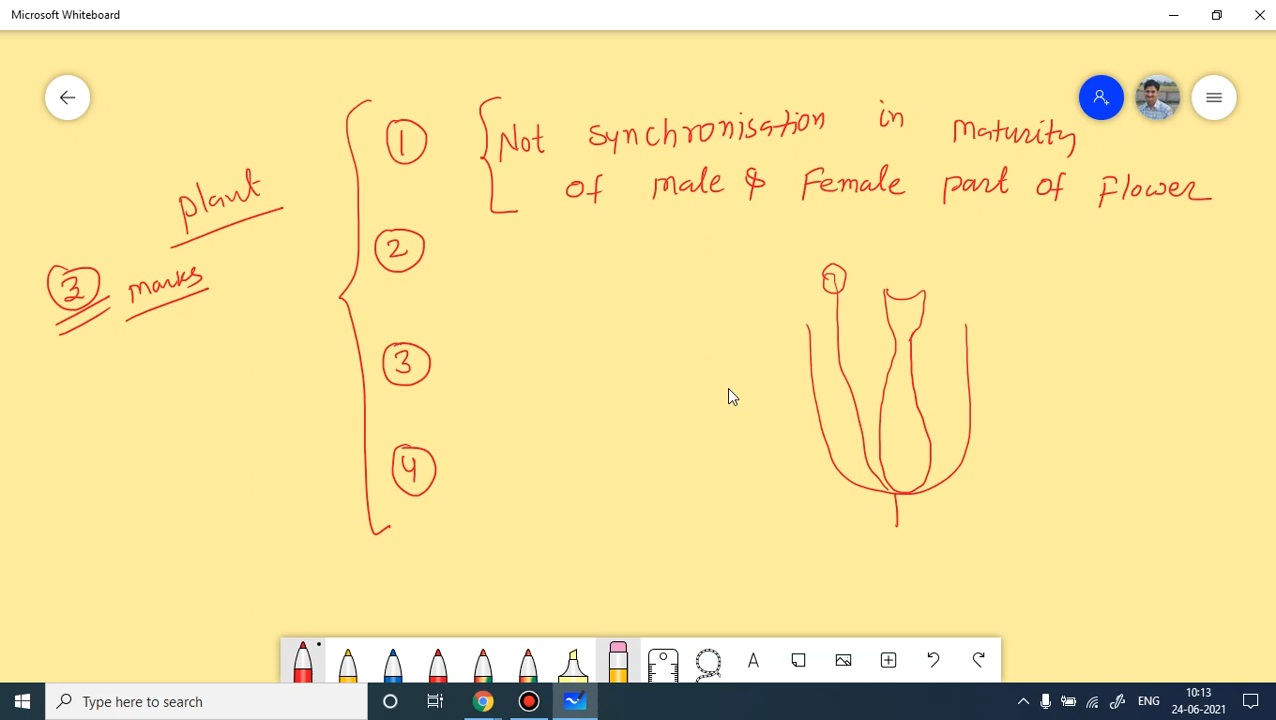 Microsoft Whiteboard
plant
3 marks
1 Not synchronisation in maturity
of male & Female part of Flower
2
3
4
A
Type here to search
ENG
10:13
24-06-2021